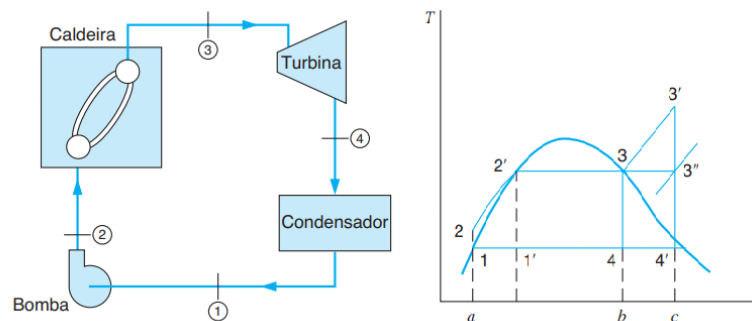 Caldeira
3
Turbina
4
Condensador
2
Bomba
1
T
3′
2′
3
3″
2
1
1′
4
4′
a
b
c